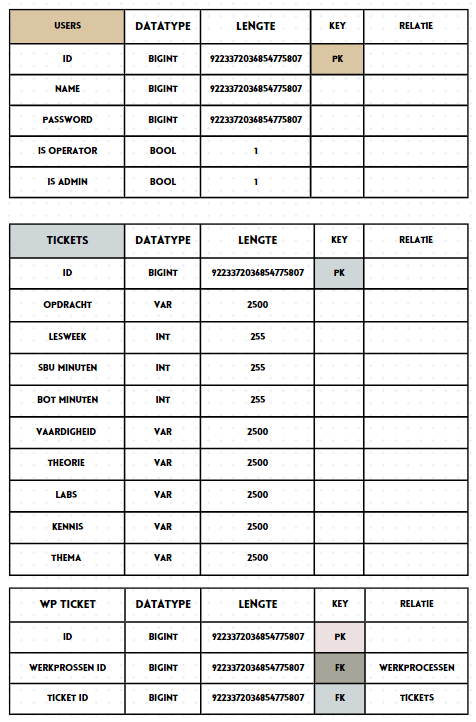 USERS DATATYPE LENGTE KEY RELATIE
ID BIGINT 9223372036854775807 PK
NAME BIGINT 9223372036854775807
PASSWORD BIGINT 9223372036854775807
IS OPERATOR BOOL 1
IS ADMIN BOOL 1
TICKETS DATATYPE LENGTE KEY RELATIE
ID BIGINT 9223372036854775807 PK
OPDRACHT VAR 2500
LESWEEK INT 255
SBU MINUTEN INT 255
BOT MINUTEN INT 255
VAARDIGHEID VAR 2500
THEORIE VAR 2500
LABS VAR 2500
KENNIS VAR 2500
THEMA VAR 2500
WP TICKET DATATYPE LENGTE KEY RELATIE
ID BIGINT 9223372036854775807 PK
WERKPROSSEN ID BIGINT 9223372036854775807 FK WERKPROCESSEN
TICKET ID BIGINT 9223372036854775807 FK TICKETS